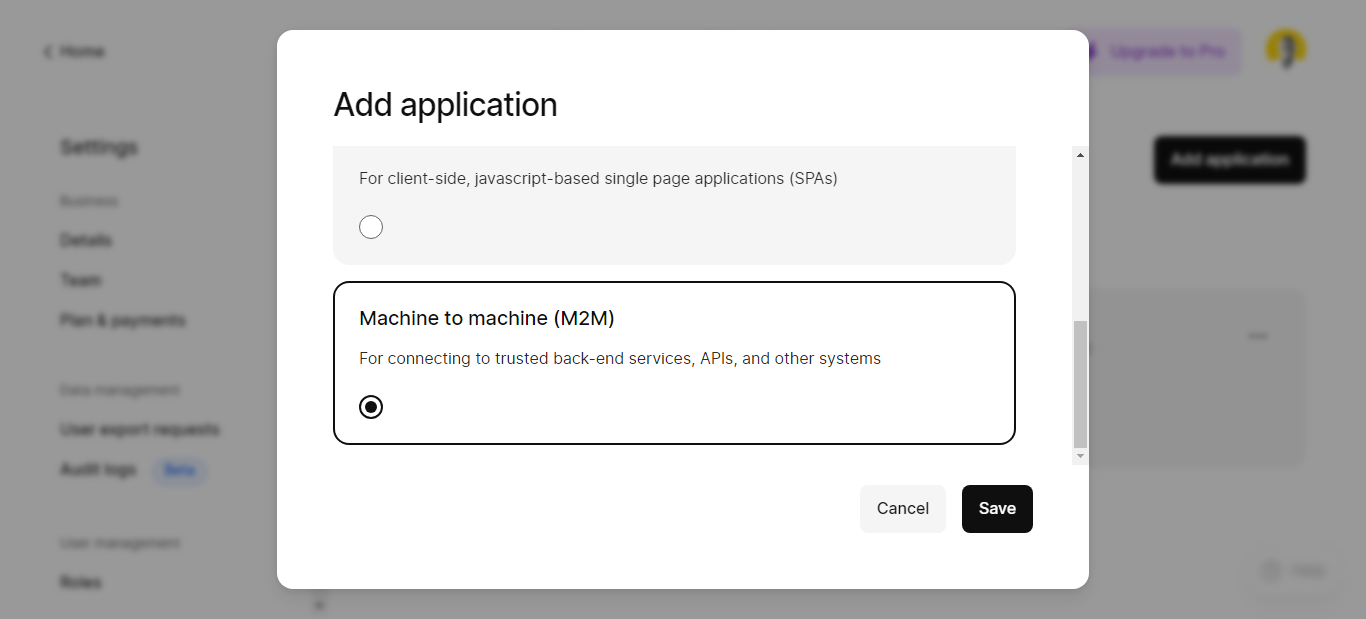 Home
Upgrade to Pro
Add application
Settings
Add application
For client-side, javascript-based single page applications (SPAs)
Business
Details
Team
Plan & payments
Machine to machine (M2M)
For connecting to trusted back-end services, APIs, and other systems
Data management
User export requests
Audit logs Beta
Cancel
Save
User management
Roles
Help